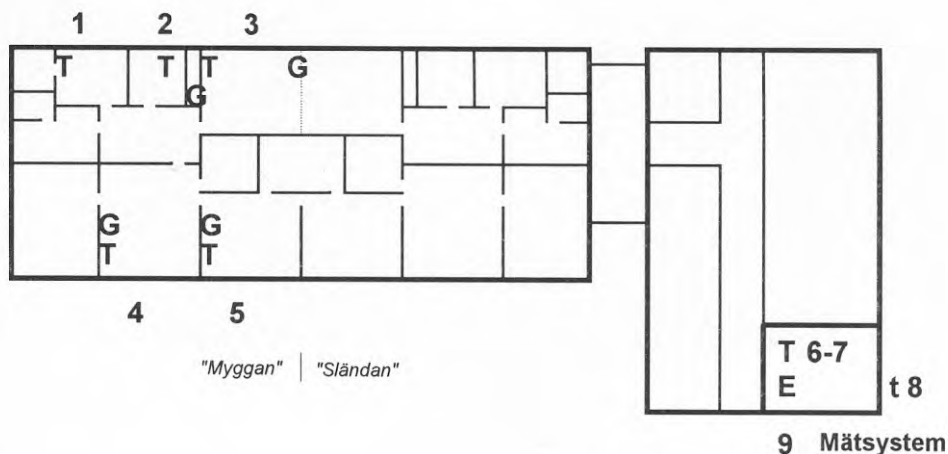 1 2 3
T T T G
G
G G
T T
4 5
"Myggan" "Sländan"
T 6-7
E t 8
9 Mätsystem